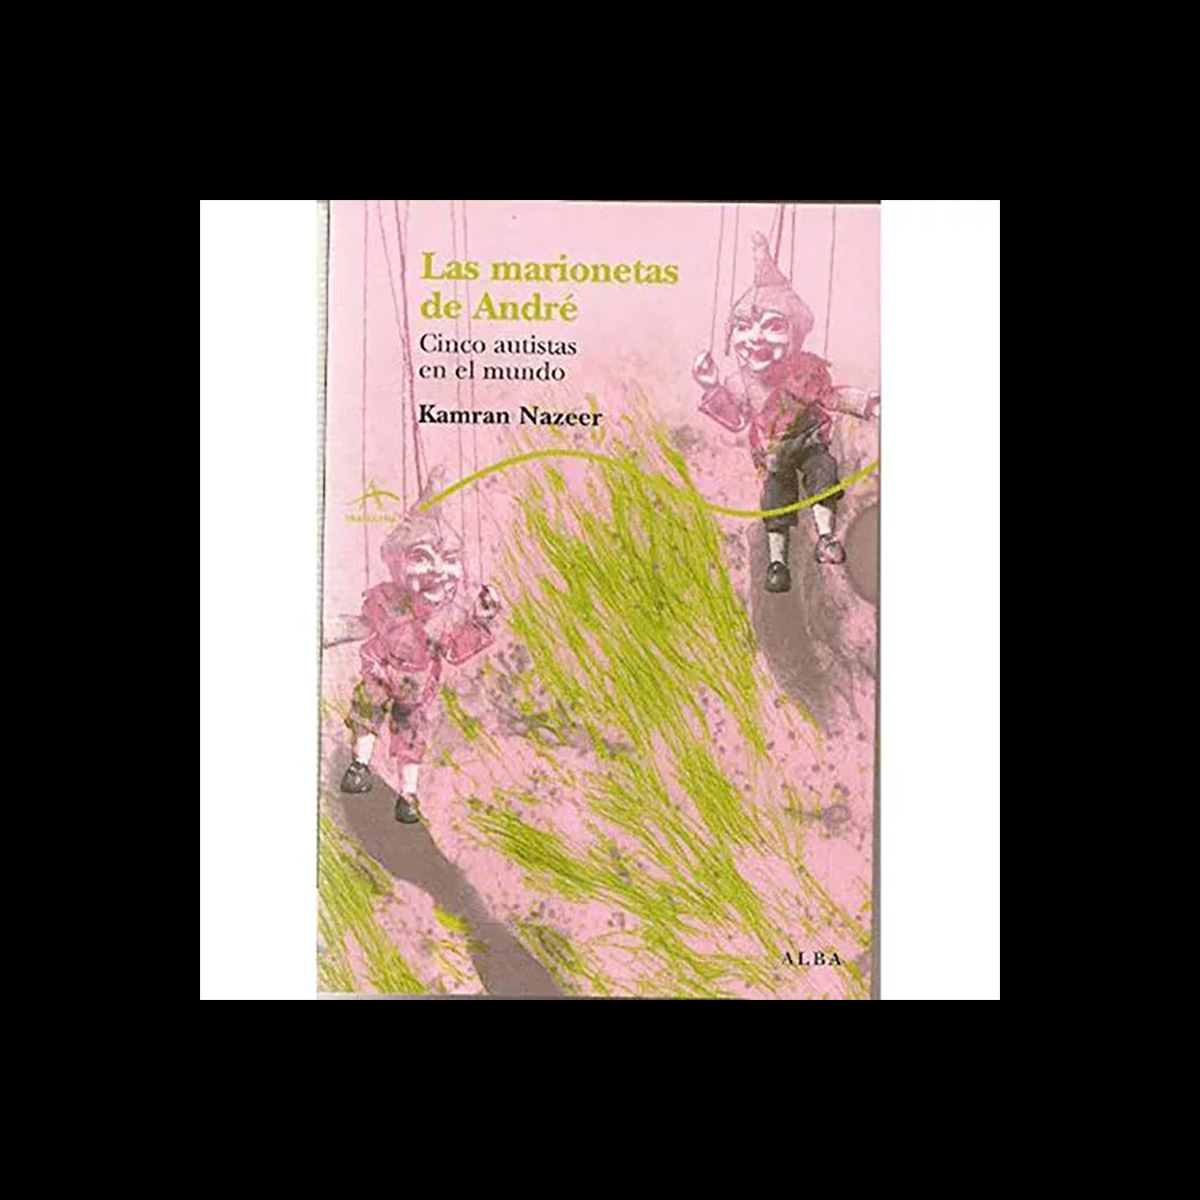 Las marionetas
de André
Cinco autistas
en el mundo
Kamran Nazeer
ALBA